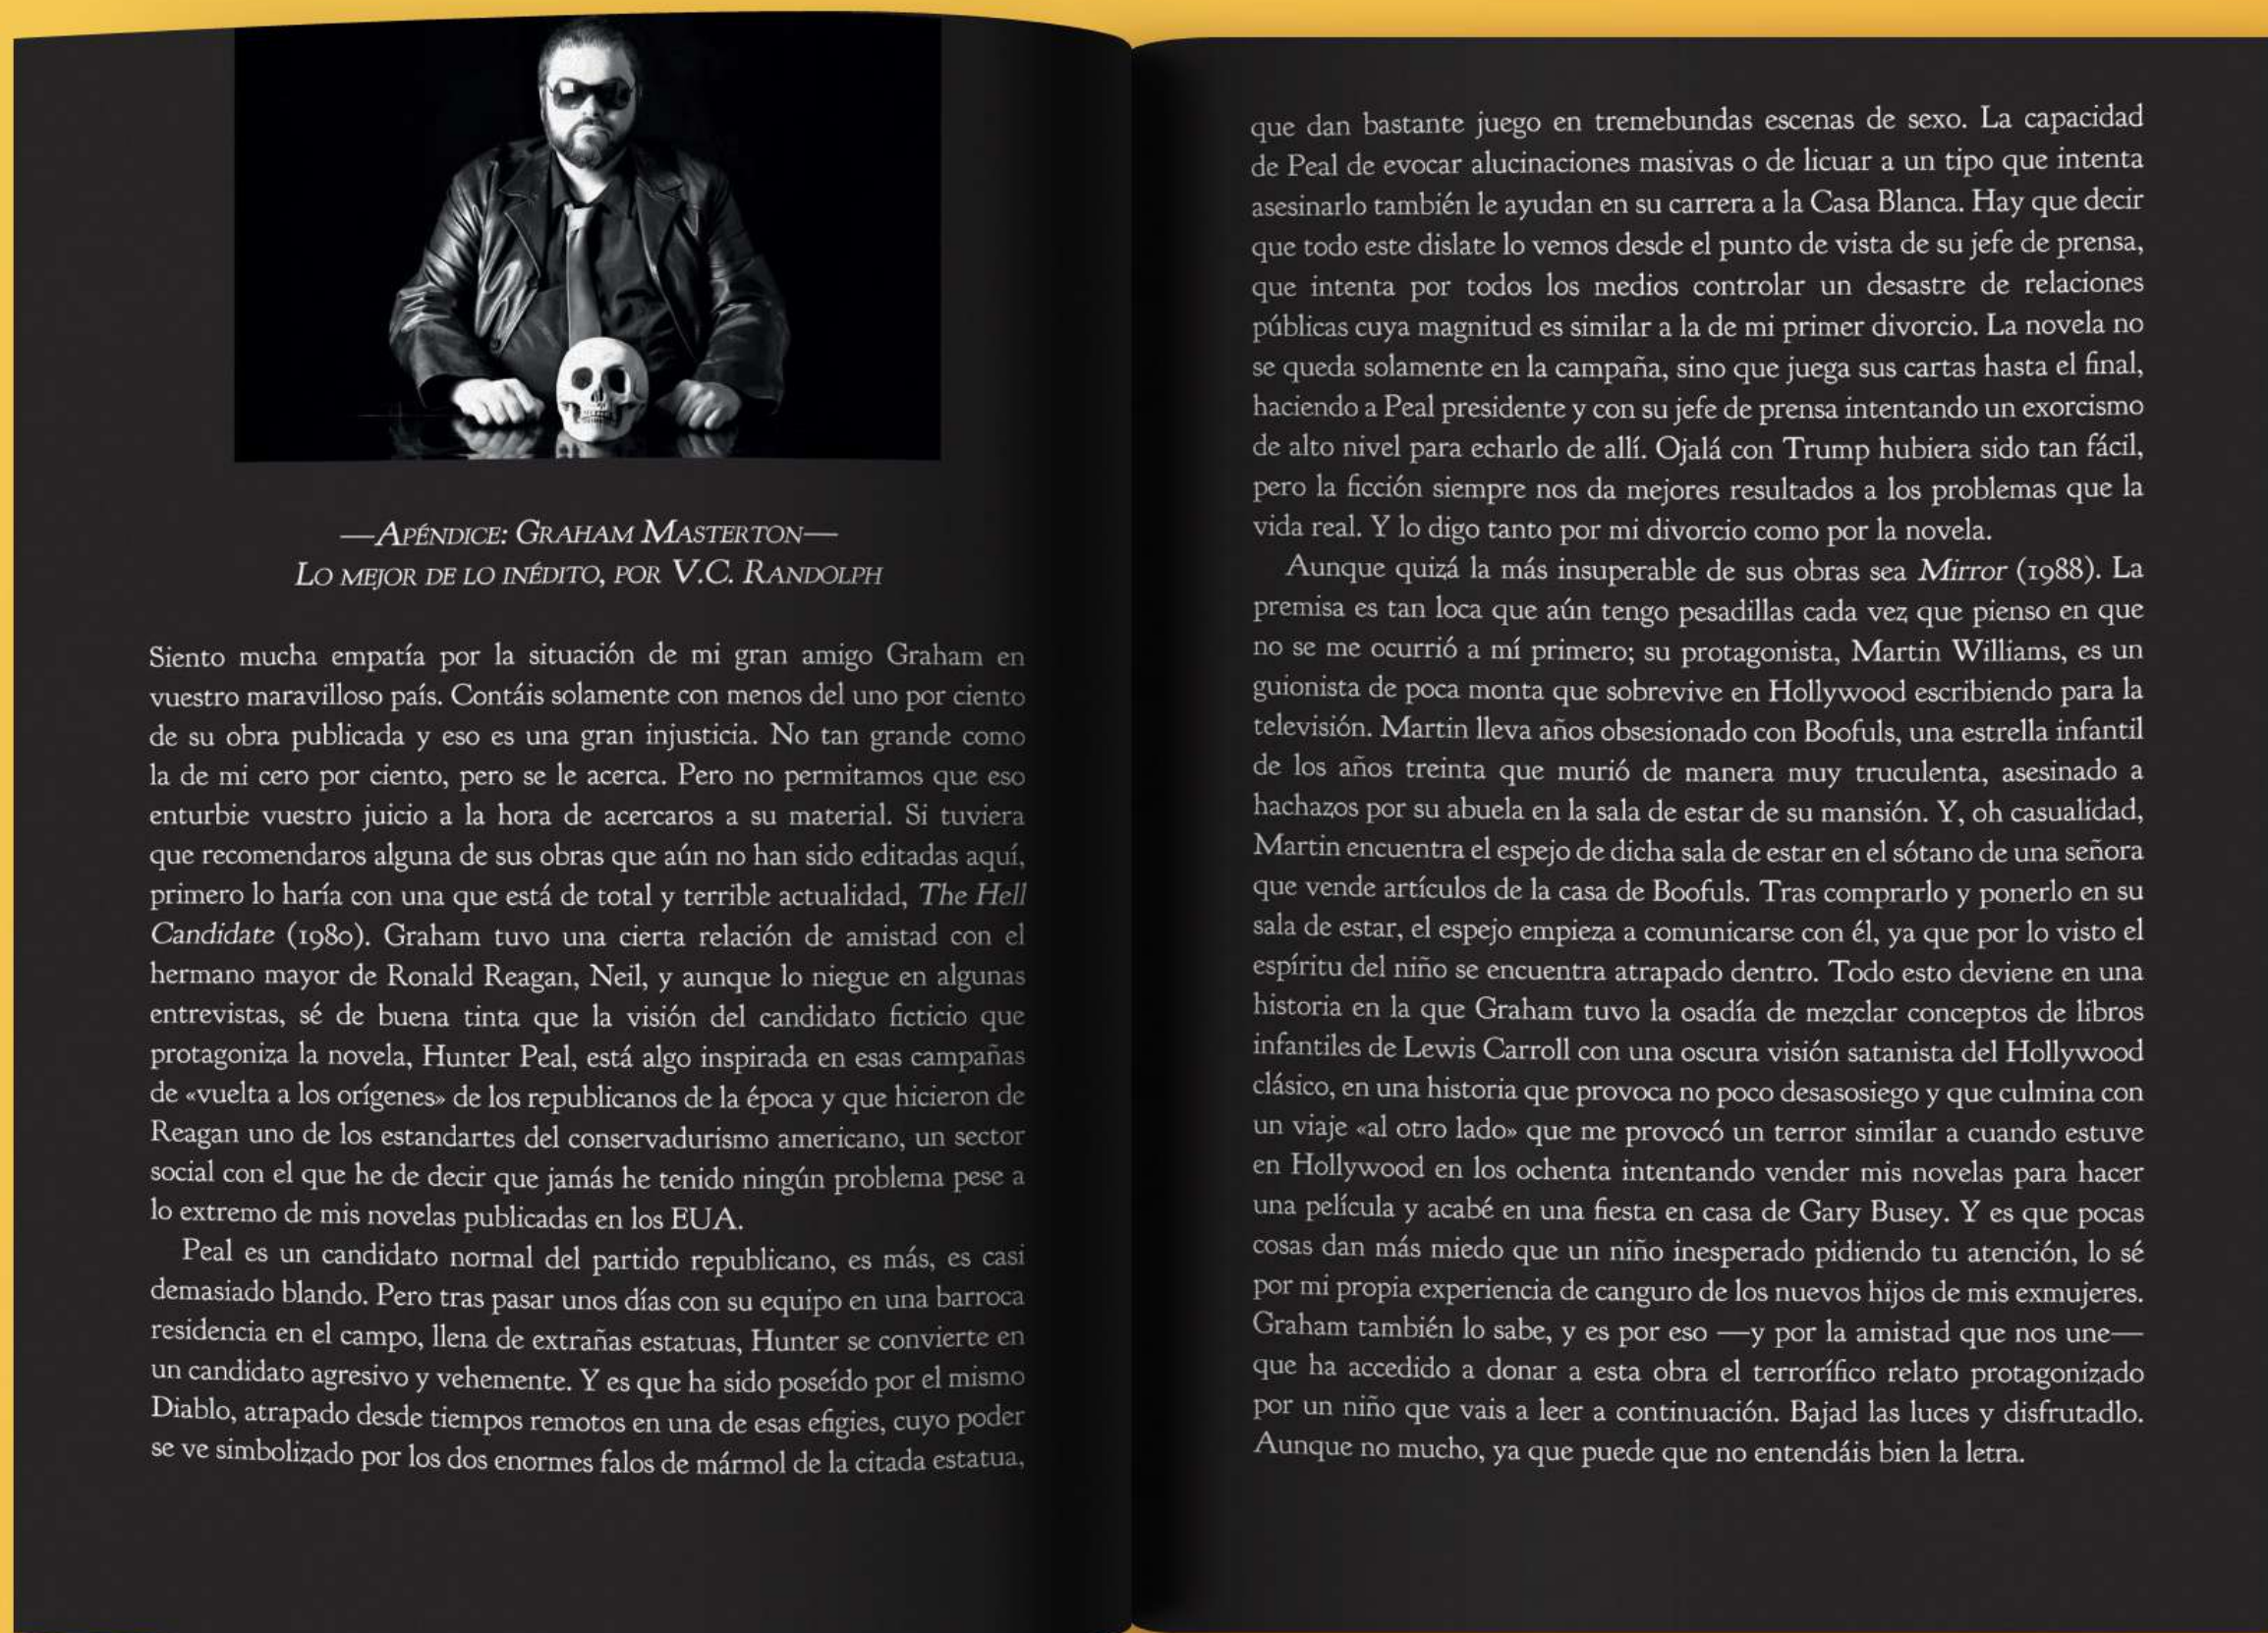 —APÉNDICE: GRAHAM MASTERTON—
LO MEJOR DE LO INÉDITO, POR V.C. RANDOLPH
Siento mucha empatía por la situación de mi gran amigo Graham en
vuestro maravilloso país. Contáis solamente con menos del uno por ciento
de su obra publicada y eso es una gran injusticia. No tan grande como
la de mi cero por ciento, pero se le acerca. Pero no permitamos que eso
enturbie vuestro juicio a la hora de acercaros a su material. Si tuviera
que recomendaros alguna de sus obras que aún no han sido editadas aquí,
primero lo haría con una que está de total y terrible actualidad, The Hell
Candidate (1980). Graham tuvo una cierta relación de amistad con el
hermano mayor de Ronald Reagan, Neil, y aunque lo niegue en algunas
entrevistas, sé de buena tinta que la visión del candidato ficticio que
protagoniza la novela, Hunter Peal, está algo inspirada en esas campañas
de «vuelta a los orígenes» de los republicanos de la época y que hicieron de
Reagan uno de los estandartes del conservadurismo americano, un sector
social con el que he de decir que jamás he tenido ningún problema pese a
lo extremo de mis novelas publicadas en los EUA.
Peal es un candidato normal del partido republicano, es más, es casi
demasiado blando. Pero tras pasar unos días con su equipo en una barroca
residencia en el campo, llena de extrañas estatuas, Hunter se convierte en
un candidato agresivo y vehemente. Y es que ha sido poseído por el mismo
Diablo, atrapado desde tiempos remotos en una de esas efigies, cuyo poder
se ve simbolizado por los dos enormes falos de mármol de la citada estatua,
que dan bastante juego en tremebundas escenas de sexo. La capacidad
de Peal de evocar alucinaciones masivas o de licuar a un tipo que intenta
asesinarlo también le ayudan en su carrera a la Casa Blanca. Hay que decir
que todo este dislate lo vemos desde el punto de vista de su jefe de prensa,
que intenta por todos los medios controlar un desastre de relaciones
públicas cuya magnitud es similar a la de mi primer divorcio. La novela no
se queda solamente en la campaña, sino que juega sus cartas hasta el final,
haciendo a Peal presidente y con su jefe de prensa intentando un exorcismo
de alto nivel para echarlo de allí. Ojalá con Trump hubiera sido tan fácil,
pero la ficción siempre nos da mejores resultados a los problemas que la
vida real. Y lo digo tanto por mi divorcio como por la novela.
Aunque quizá la más insuperable de sus obras sea Mirror (1988). La
premisa es tan loca que aún tengo pesadillas cada vez que pienso en que
no se me ocurrió a mí primero; su protagonista, Martin Williams, es un
guionista de poca monta que sobrevive en Hollywood escribiendo para la
televisión. Martin lleva años obsesionado con Boofuls, una estrella infantil
de los años treinta que murió de manera muy truculenta, asesinado a
hachazos por su abuela en la sala de estar de su mansión. Y, oh casualidad,
Martin encuentra el espejo de dicha sala de estar en el sótano de una señora
que vende artículos de la casa de Boofuls. Tras comprarlo y ponerlo en su
sala de estar, el espejo empieza a comunicarse con él, ya que por lo visto el
espíritu del niño se encuentra atrapado dentro. Todo esto deviene en una
historia en la que Graham tuvo la osadía de mezclar conceptos de libros
infantiles de Lewis Carroll con una oscura visión satanista del Hollywood
clásico, en una historia que provoca no poco desasosiego y que culmina con
un viaje «al otro lado» que me provocó un terror similar a cuando estuve
en Hollywood en los ochenta intentando vender mis novelas para hacer
una película y acabé en una fiesta en casa de Gary Busey. Y es que pocas
cosas dan más miedo que un niño inesperado pidiendo tu atención, lo sé
por mi propia experiencia de canguro de los nuevos hijos de mis exmujeres.
Graham también lo sabe, y es por eso —y por la amistad que nos une—
que ha accedido a donar a esta obra el terrorífico relato protagonizado
por un niño que vais a leer a continuación. Bajad las luces y disfrutadlo.
Aunque no mucho, ya que puede que no entendáis bien la letra.